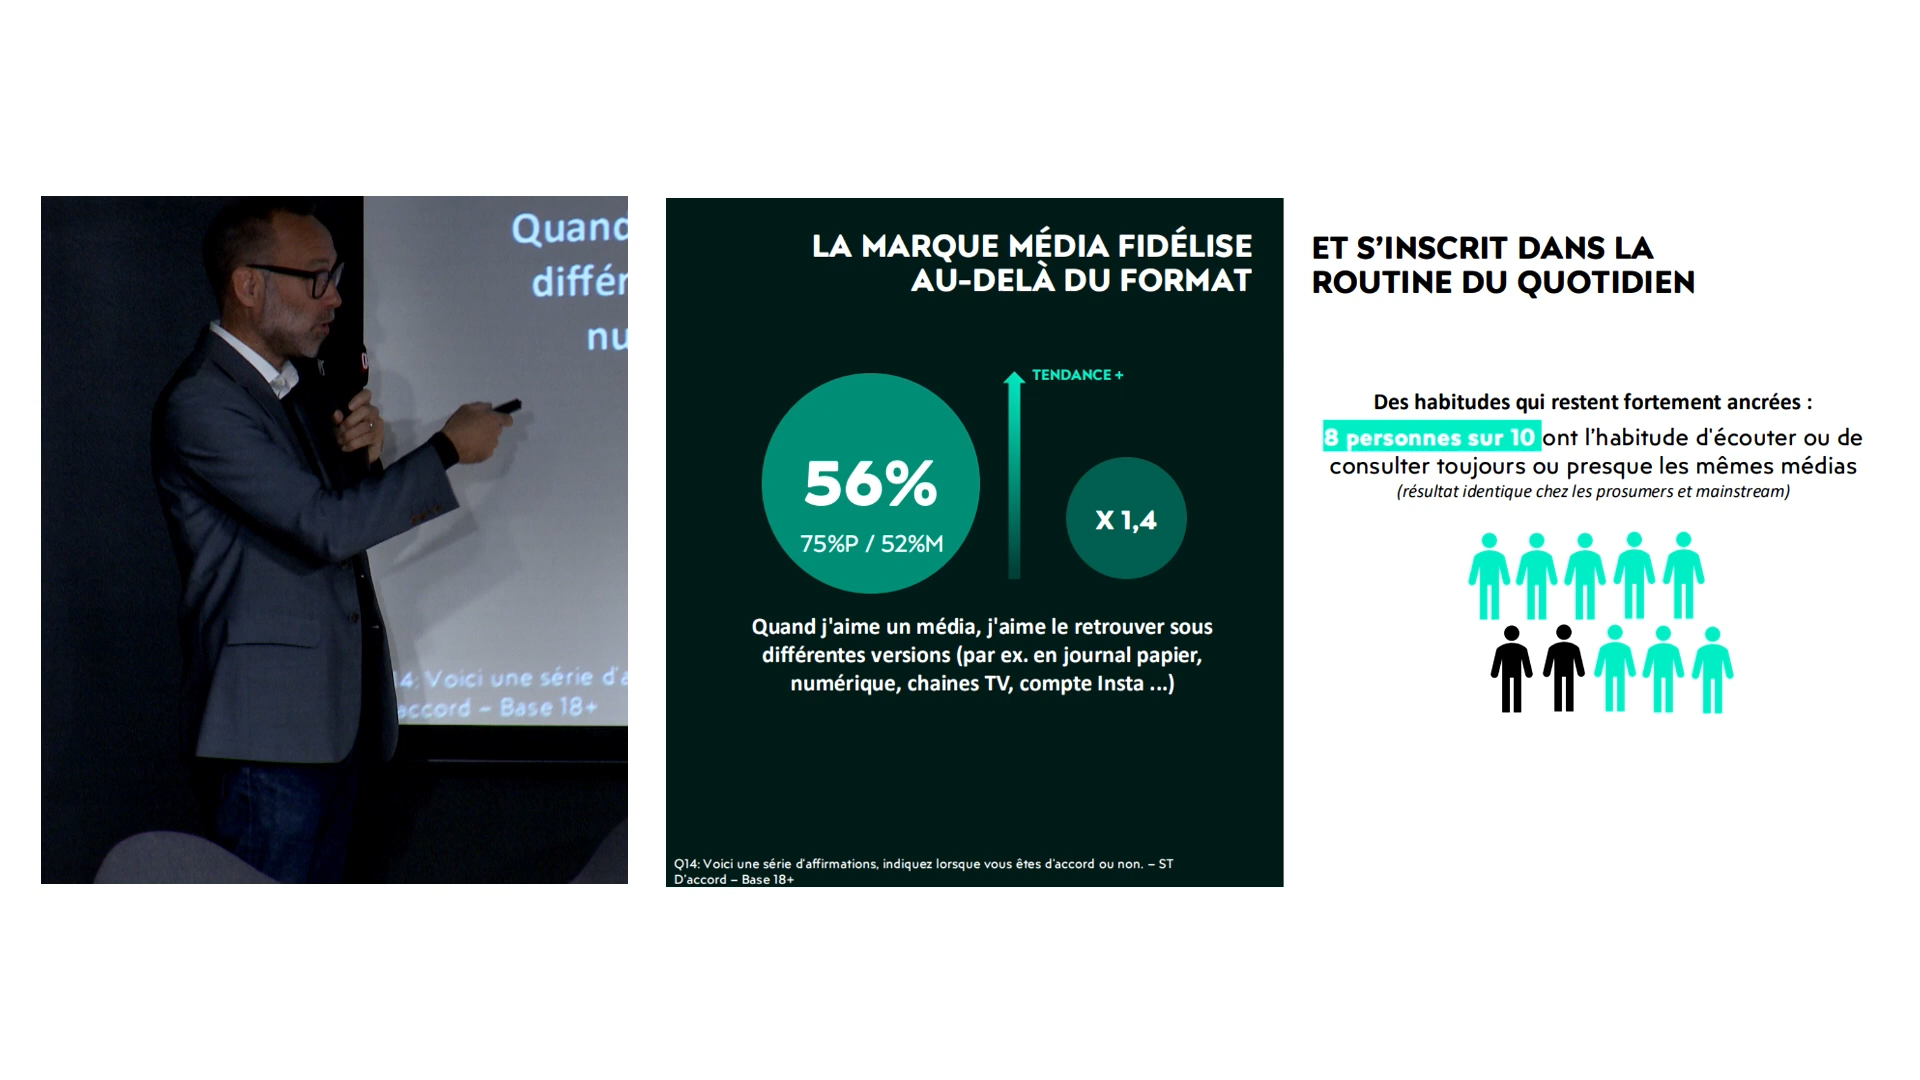 Quand
différ
nu
4: Voici une série d'a
accord – Base 18+
LA MARQUE MÉDIA FIDÉLISE
AU-DELÀ DU FORMAT
TENDANCE +
56%
75%P / 52%M
X 1,4
Quand j'aime un média, j'aime le retrouver sous
différentes versions (par ex. en journal papier,
numérique, chaines TV, compte Insta ...)
Q14: Voici une série d'affirmations, indiquez lorsque vous êtes d'accord ou non. – ST
D'accord – Base 18+
ET S’INSCRIT DANS LA
ROUTINE DU QUOTIDIEN
Des habitudes qui restent fortement ancrées :
8 personnes sur 10 ont l’habitude d'écouter ou de
consulter toujours ou presque les mêmes médias
(résultat identique chez les prosumers et mainstream)